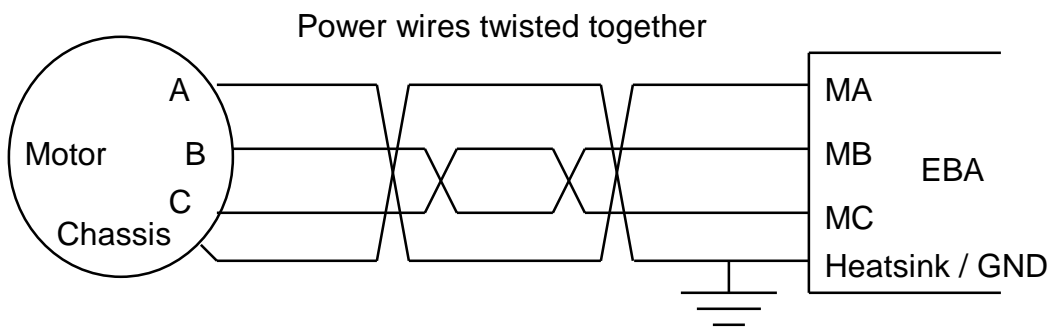 Power wires twisted together
A
MA
Motor
B
MB
EBA
C
MC
Chassis
Heatsink / GND